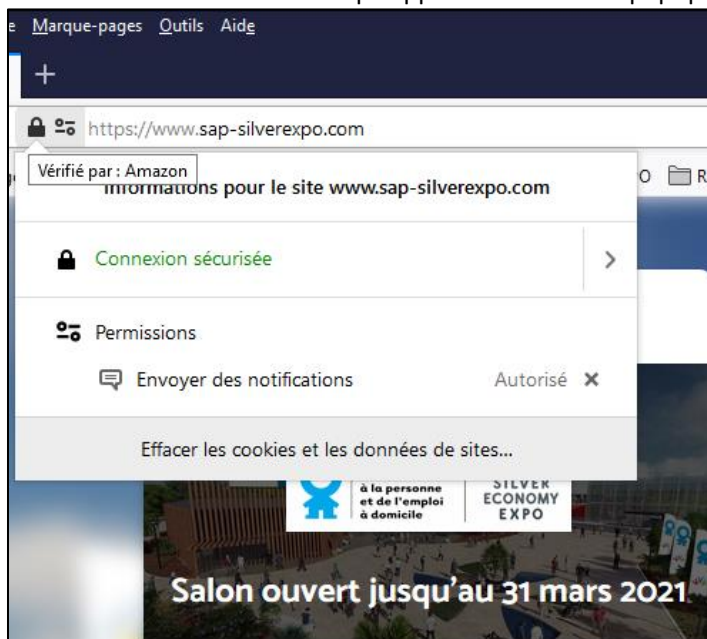 e Marque-pages Outils Aide
+
https://www.sap-silverexpo.com
Vérifié par : Amazon
O R
Informations pour le site www.sap-silverexpo.com
Connexion sécurisée
Permissions
Envoyer des notifications Autorisé
Effacer les cookies et les données de sites...
à la personne
et de l'emploi
à domicile
SILVER
ECONOMY
EXPO
Salon ouvert jusqu'au 31 mars 2021